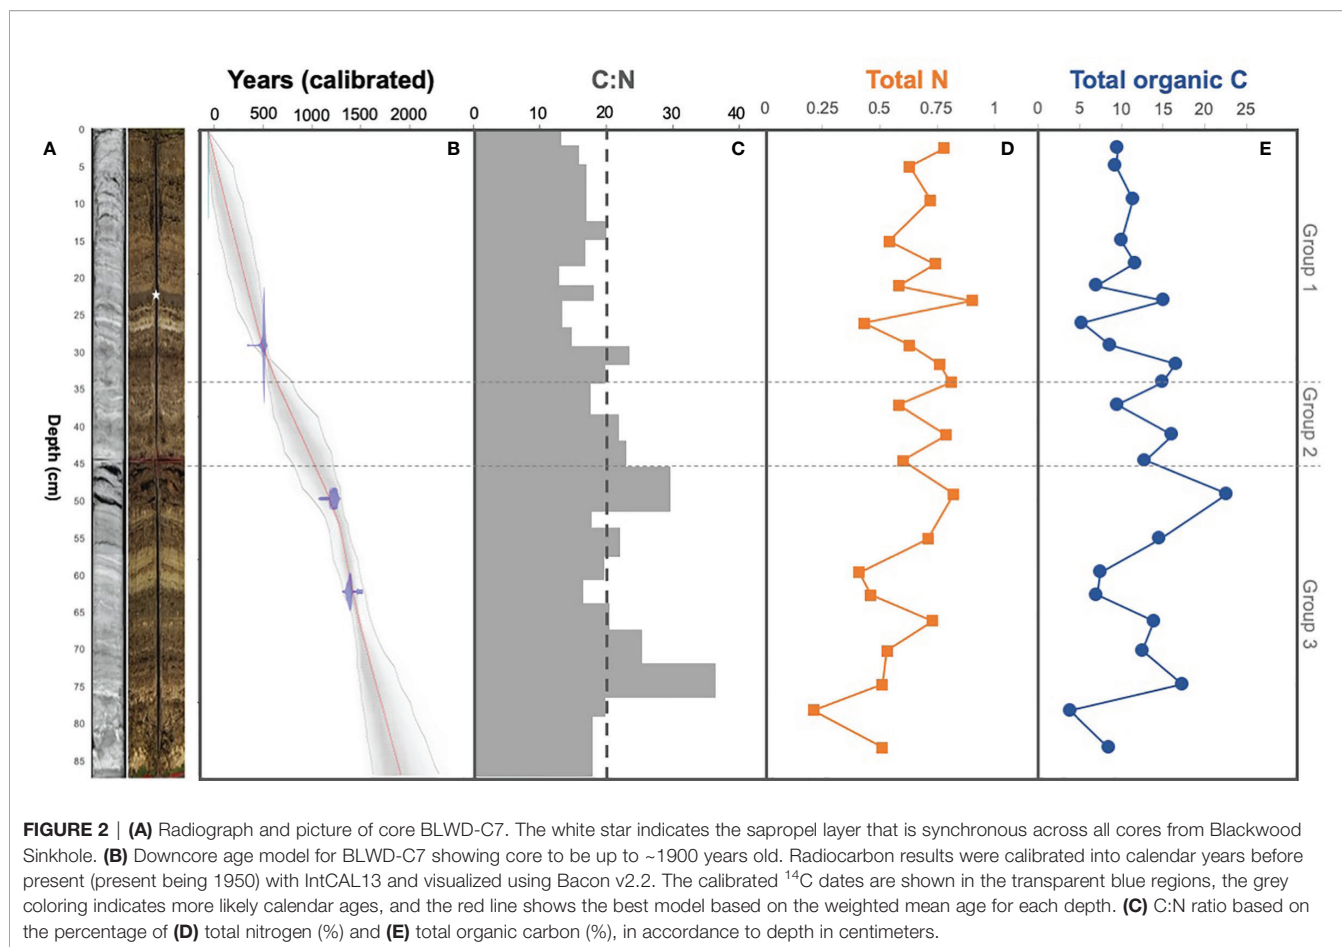 Years (calibrated)
C:N
Total N
Total organic C
0 500 1000 1500 2000
0 10 20 30 40
0 0.25 0.5 0.75 1
0 5 10 15 20 25
A
B
C
D
E
Depth (cm)
0
5
10
15
20
25
30
35
40
45
50
55
60
65
70
75
80
85
Group 1
Group 2
Group 3
FIGURE 2 | (A) Radiograph and picture of core BLWD-C7. The white star indicates the sapropel layer that is synchronous across all cores from Blackwood
Sinkhole. (B) Downcore age model for BLWD-C7 showing core to be up to ~1900 years old. Radiocarbon results were calibrated into calendar years before
present (present being 1950) with IntCAL13 and visualized using Bacon v2.2. The calibrated ¹⁴C dates are shown in the transparent blue regions, the grey
coloring indicates more likely calendar ages, and the red line shows the best model based on the weighted mean age for each depth. (C) C:N ratio based on
the percentage of (D) total nitrogen (%) and (E) total organic carbon (%), in accordance to depth in centimeters.